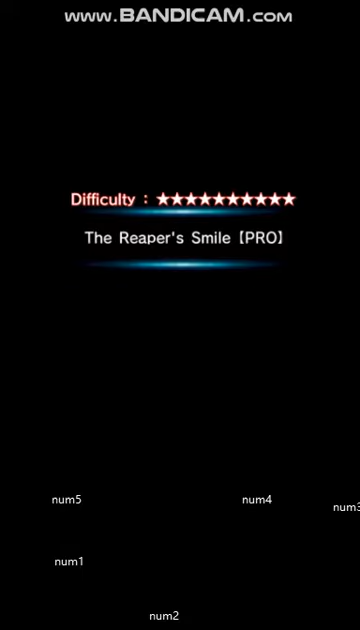 www.BANDICAM.com
Difficulty : ★★★★★★★★★★
The Reaper's Smile【PRO】
num5
num4
num3
num1
num2